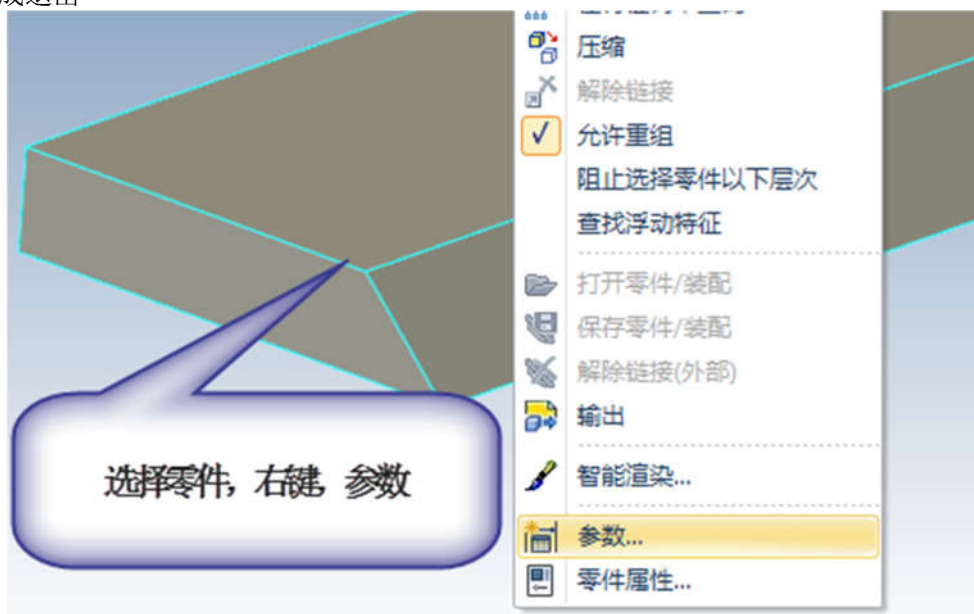 压缩
解除链接
允许重组
阻止选择零件以下层次
查找浮动特征
打开零件/装配
保存零件/装配
解除链接(外部)
输出
智能渲染...
参数...
零件属性...
选择零件, 右键, 参数